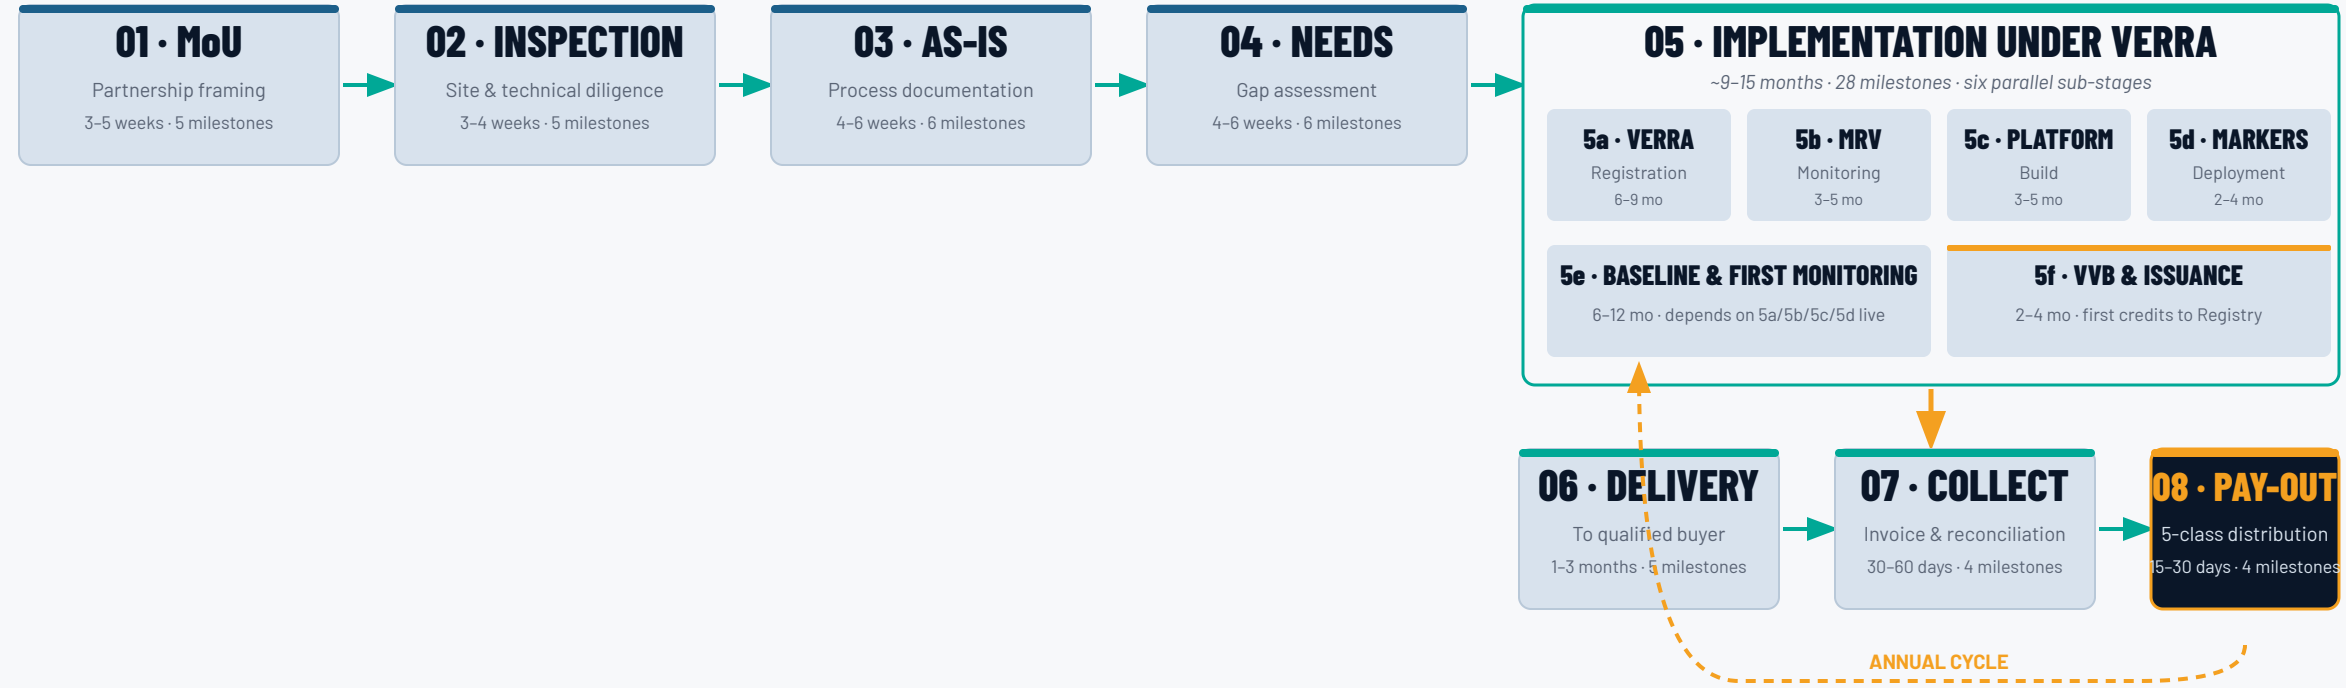 01 · MoU
Partnership framing
3–5 weeks · 5 milestones
02 · INSPECTION
Site & technical diligence
3–4 weeks · 5 milestones
03 · AS-IS
Process documentation
4–6 weeks · 6 milestones
04 · NEEDS
Gap assessment
4–6 weeks · 6 milestones
05 · IMPLEMENTATION UNDER VERRA
~9–15 months · 28 milestones · six parallel sub-stages
5a · VERRA
Registration
6–9 mo
5b · MRV
Monitoring
3–5 mo
5c · PLATFORM
Build
3–5 mo
5d · MARKERS
Deployment
2–4 mo
5e · BASELINE & FIRST MONITORING
6–12 mo · depends on 5a/5b/5c/5d live
5f · VVB & ISSUANCE
2–4 mo · first credits to Registry
06 · DELIVERY
To qualified buyer
1–3 months · 5 milestones
07 · COLLECT
Invoice & reconciliation
30–60 days · 4 milestones
08 · PAY-OUT
5-class distribution
15–30 days · 4 milestones
ANNUAL CYCLE